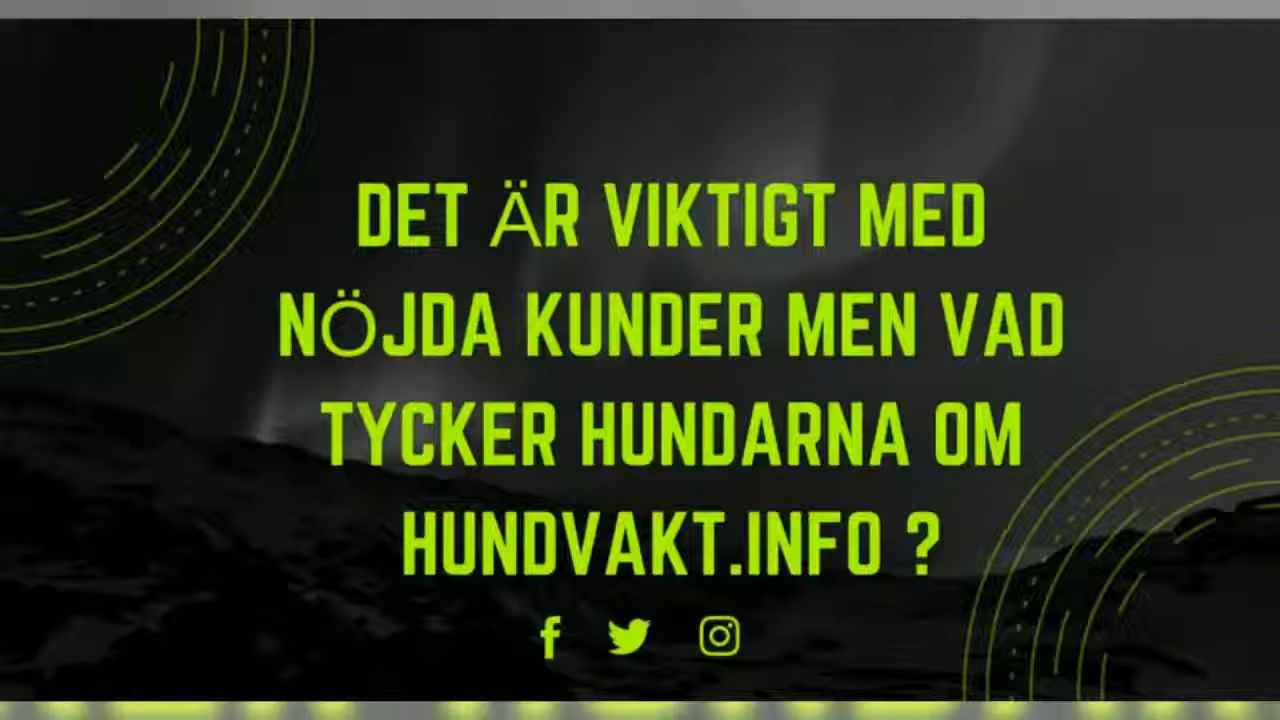 DET ÄR VIKTIGT MED
NÖJDA KUNDER MEN VAD
TYCKER HUNDARNA OM
HUNDVAKT.INFO ?